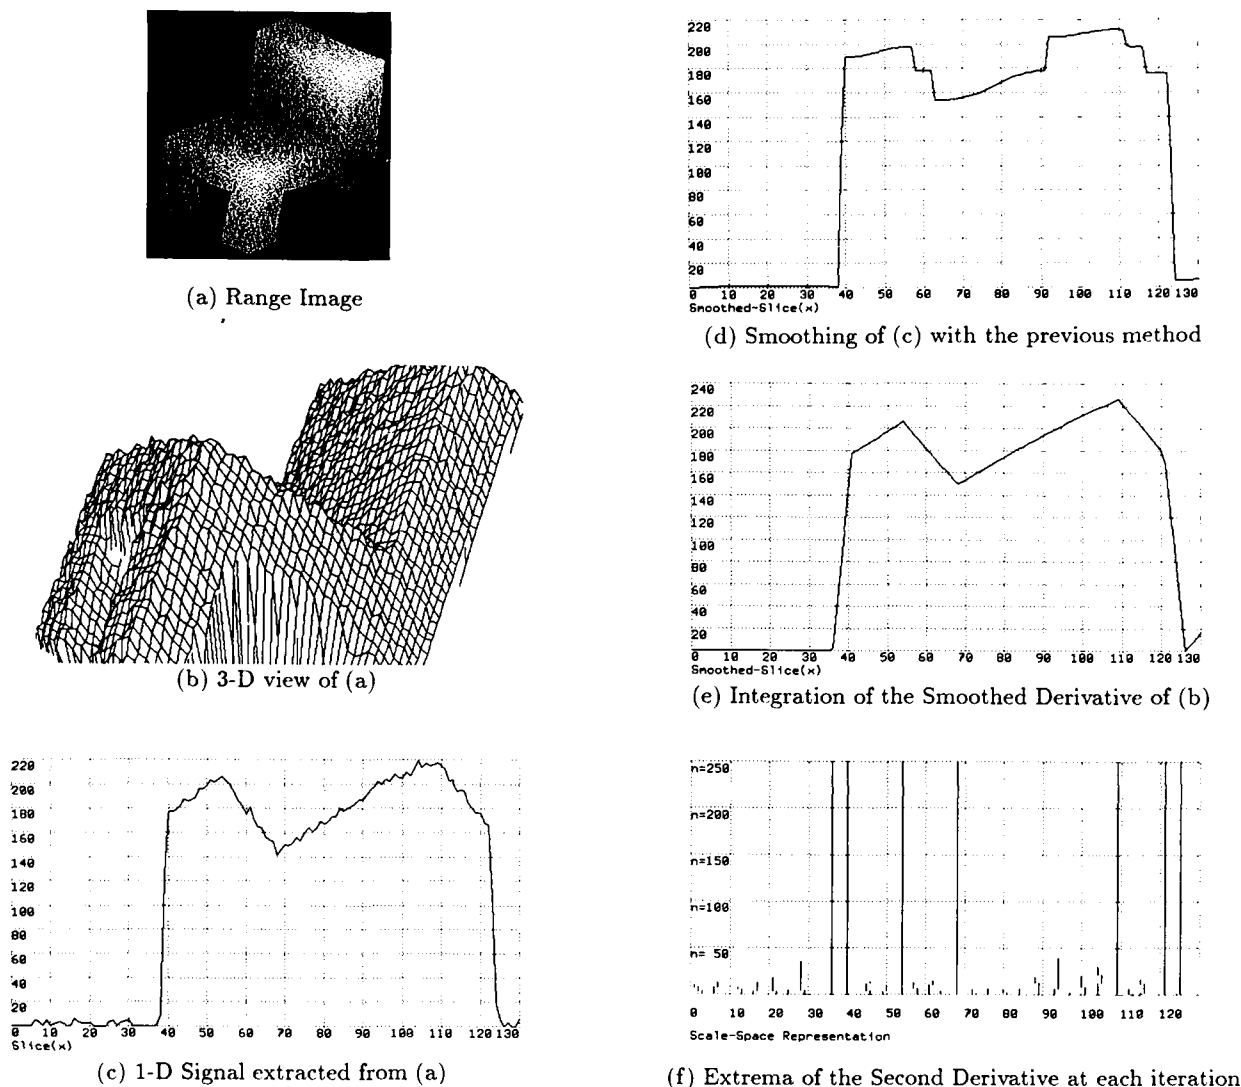 (a) Range Image
(b) 3-D view of (a)
220
200
180
160
140
120
100
80
60
40
20
0 10 20 30 40 50 60 70 80 90 100 110 120 130
Slice(x)
(c) 1-D Signal extracted from (a)
220
200
180
160
140
120
100
80
60
40
20
0 10 20 30 40 50 60 70 80 90 100 110 120 130
Smoothed-Slice(x)
(d) Smoothing of (c) with the previous method
240
220
200
180
160
140
120
100
80
60
40
20
0 10 20 30 40 50 60 70 80 90 100 110 120 130
Smoothed-Slice(x)
(e) Integration of the Smoothed Derivative of (b)
n=250
n=200
n=150
n=100
n= 50
0 10 20 30 40 50 60 70 80 90 100 110 120
Scale-Space Representation
(f) Extrema of the Second Derivative at each iteration